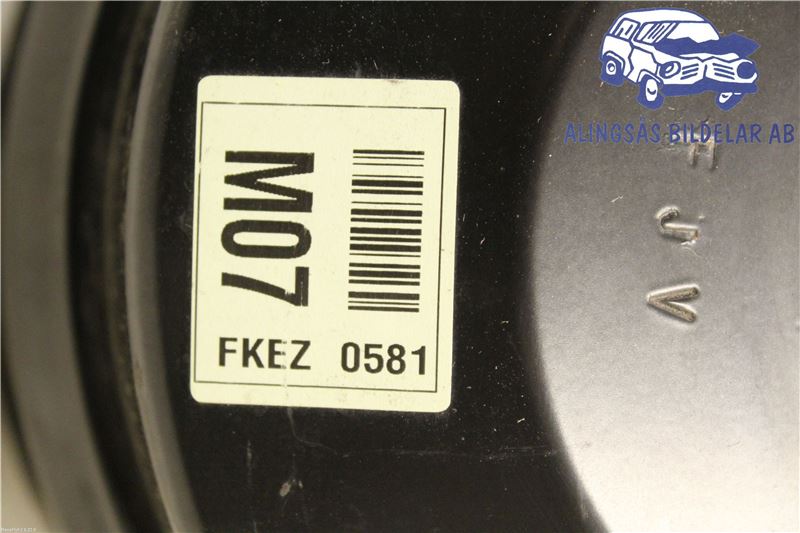 ALINGSÅS BILDELAR AB
M07
FKEZ 0581
J V